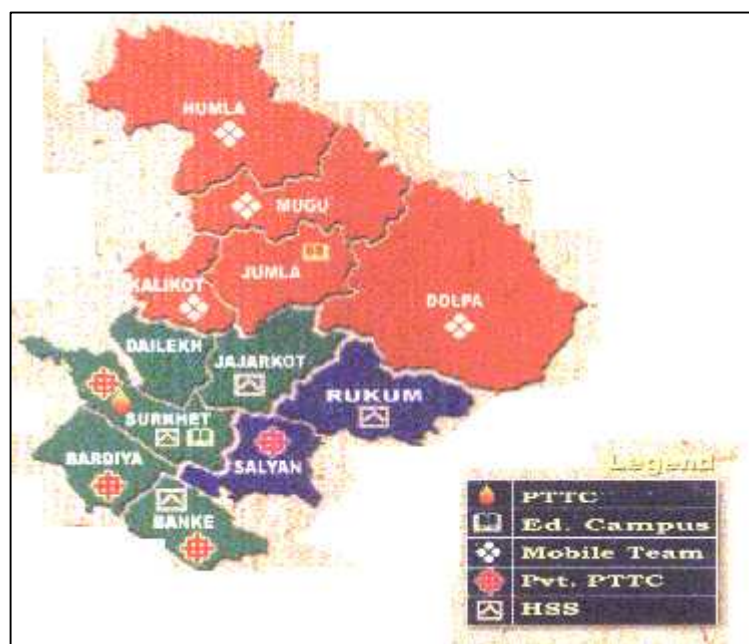 HUMLA
MUGU
JUMLA
KALIKOT
DOLPA
DAILEKH
JAJARKOT
RUKUM
SURKHET
SALYAN
BARDIYA
BANKE
Legend
PTTC
Ed. Campus
Mobile Team
Pvt. PTTC
HSS